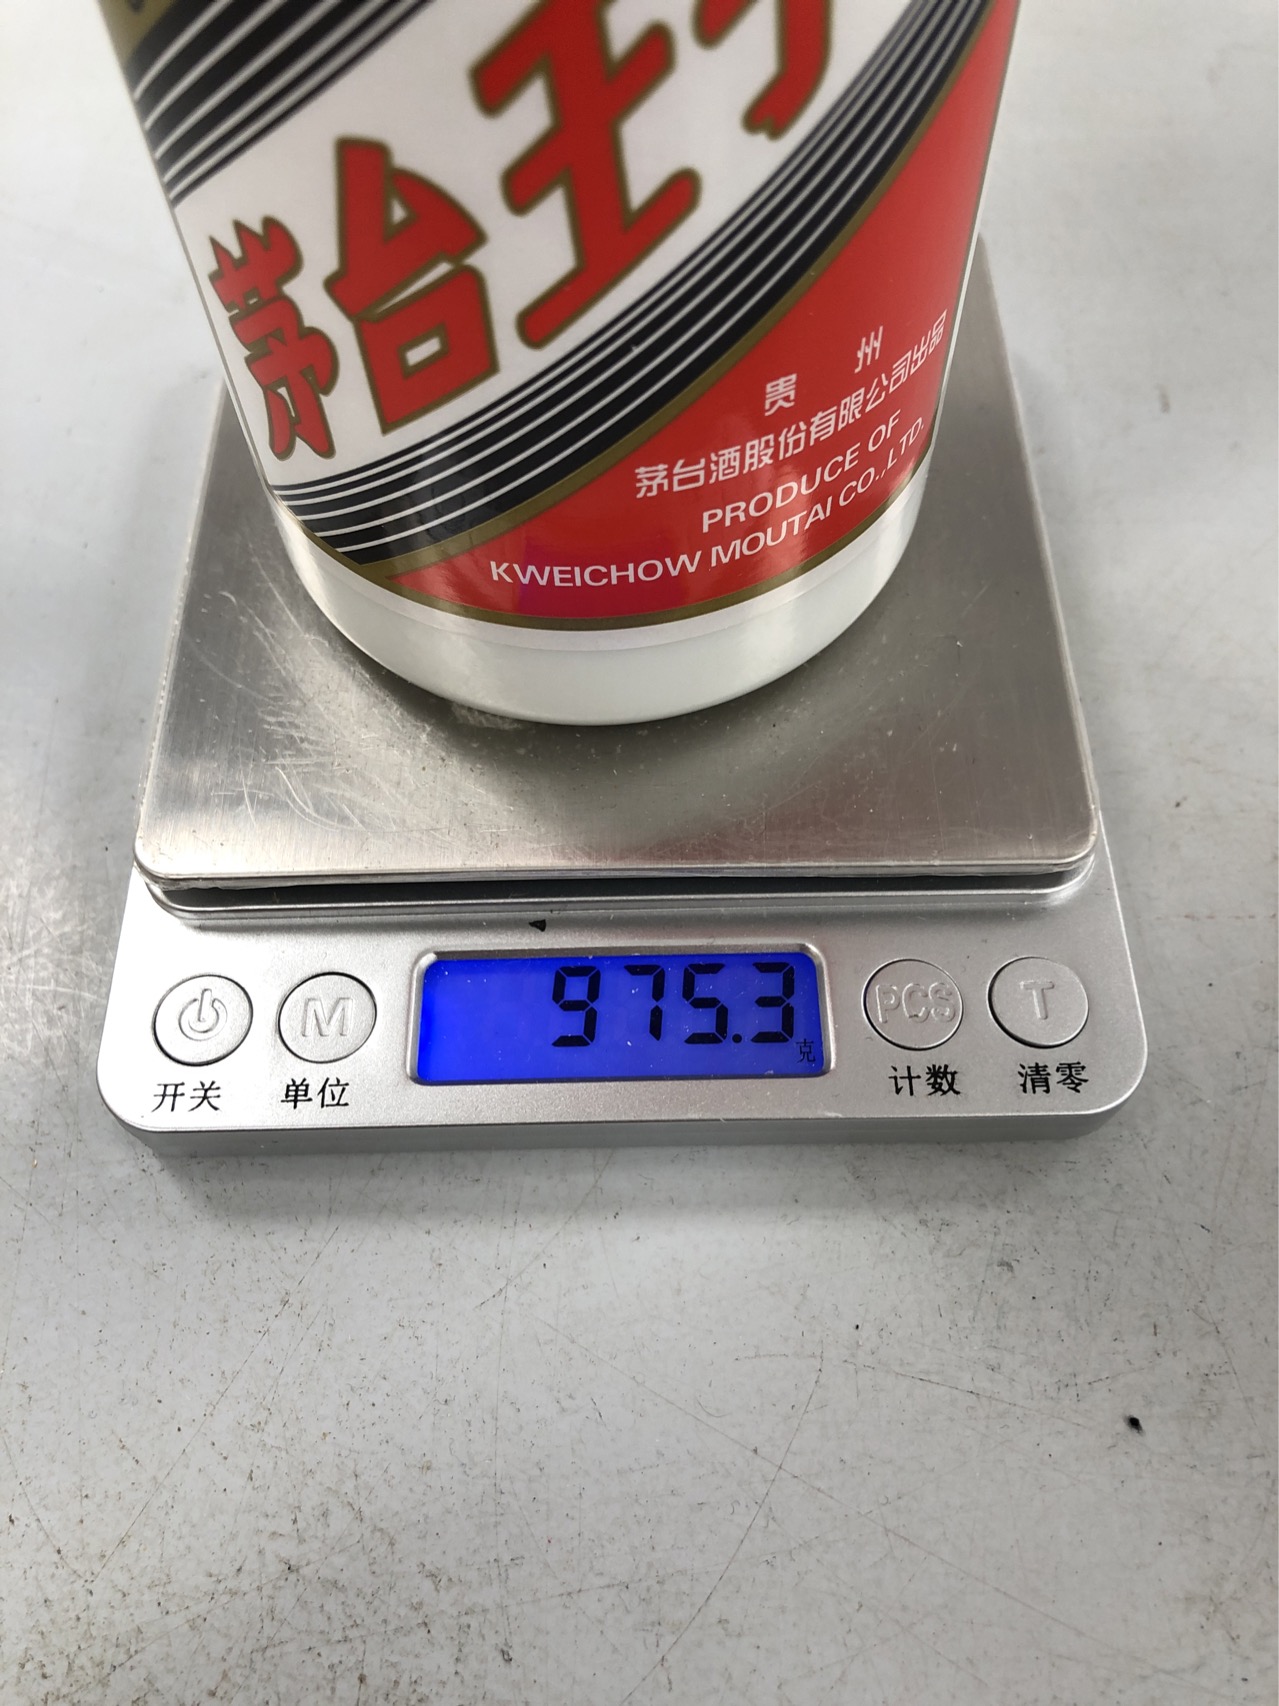 茅台王子
贵州
茅台酒股份有限公司出品
PRODUCE OF
KWEICHOW MOUTAI CO.,LTD.
975.3
克
M
PCS
T
开关
单位
计数
清零